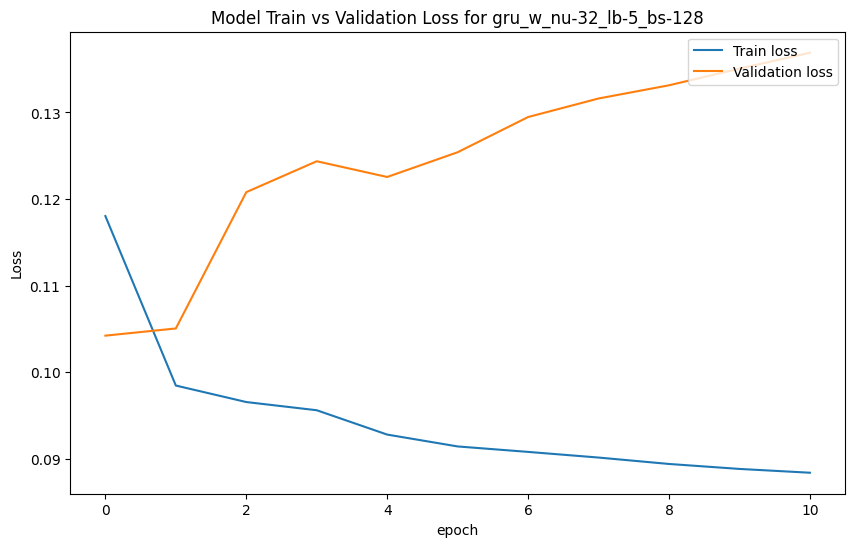 Model Train vs Validation Loss for gru_w_nu-32_lb-5_bs-128
Train loss
Validation loss
0.13
0.12
0.11
0.10
0.09
Loss
0
2
4
6
8
10
epoch